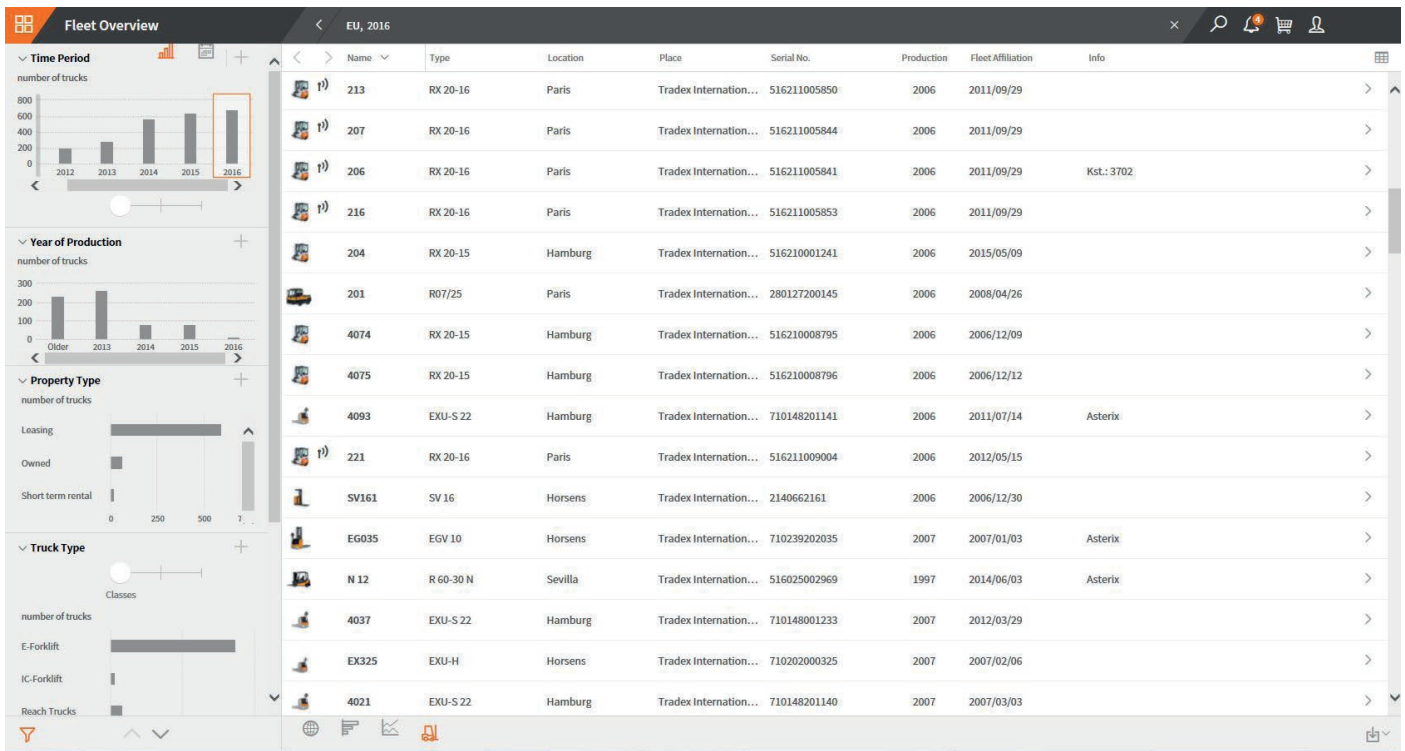 Fleet Overview
EU, 2016
4
Time Period
number of trucks
800
600
400
200
0
2012 2013 2014 2015 2016
Year of Production
number of trucks
300
200
100
0
Older 2013 2014 2015 2016
Property Type
number of trucks
Leasing
Owned
Short term rental
0 250 500 7...
Truck Type
Classes
number of trucks
E-Forklift
IC-Forklift
Reach Trucks
Name Type Location Place Serial No. Production Fleet Affiliation Info
213 RX 20-16 Paris Tradex Internation... 516211005850 2006 2011/09/29
207 RX 20-16 Paris Tradex Internation... 516211005844 2006 2011/09/29
206 RX 20-16 Paris Tradex Internation... 516211005841 2006 2011/09/29 Kst.: 3702
216 RX 20-16 Paris Tradex Internation... 516211005853 2006 2011/09/29
204 RX 20-15 Hamburg Tradex Internation... 516210001241 2006 2015/05/09
201 R07/25 Paris Tradex Internation... 280127200145 2006 2008/04/26
4074 RX 20-15 Hamburg Tradex Internation... 516210008795 2006 2006/12/09
4075 RX 20-15 Hamburg Tradex Internation... 516210008796 2006 2006/12/12
4093 EXU-S 22 Hamburg Tradex Internation... 710148201141 2006 2011/07/14 Asterix
221 RX 20-16 Paris Tradex Internation... 516211009004 2006 2012/05/15
SV161 SV 16 Horsens Tradex Internation... 2140662161 2006 2006/12/30
EG035 EGV 10 Horsens Tradex Internation... 710239202035 2007 2007/01/03 Asterix
N 12 R 60-30 N Sevilla Tradex Internation... 516025002969 1997 2014/06/03 Asterix
4037 EXU-S 22 Hamburg Tradex Internation... 710148001233 2007 2012/03/29
EX325 EXU-H Horsens Tradex Internation... 710202000325 2007 2007/02/06
4021 EXU-S 22 Hamburg Tradex Internation... 710148201140 2007 2007/03/03